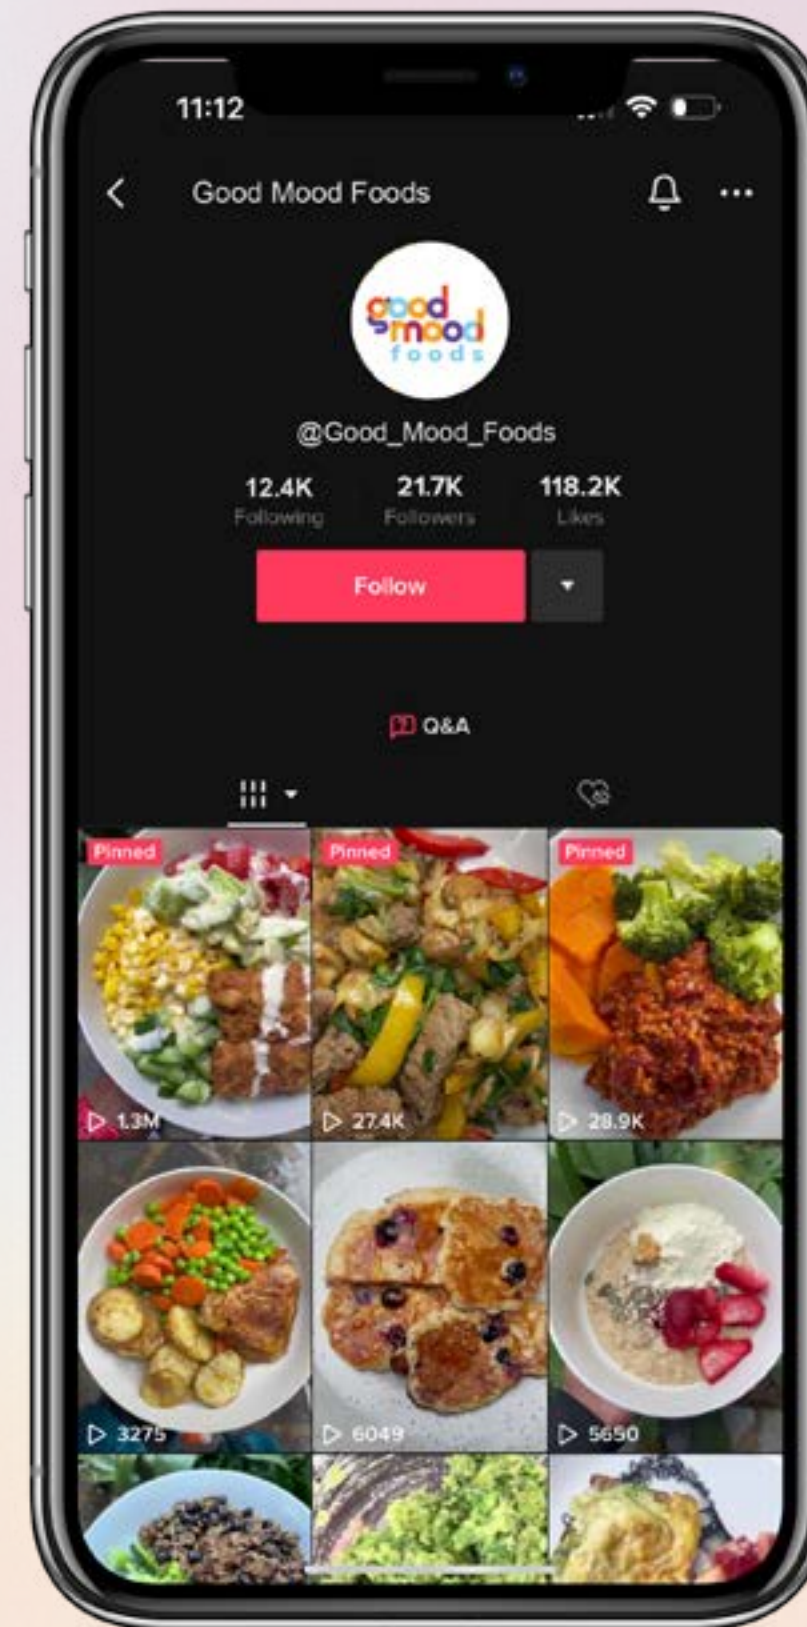 11:12
Good Mood Foods
good
mood
foods
@Good_Mood_Foods
12.4K 21.7K 118.2K
Following Followers Likes
Follow
Q&A
Pinned Pinned Pinned
1.3M 27.4K 28.9K
3275 6049 5650